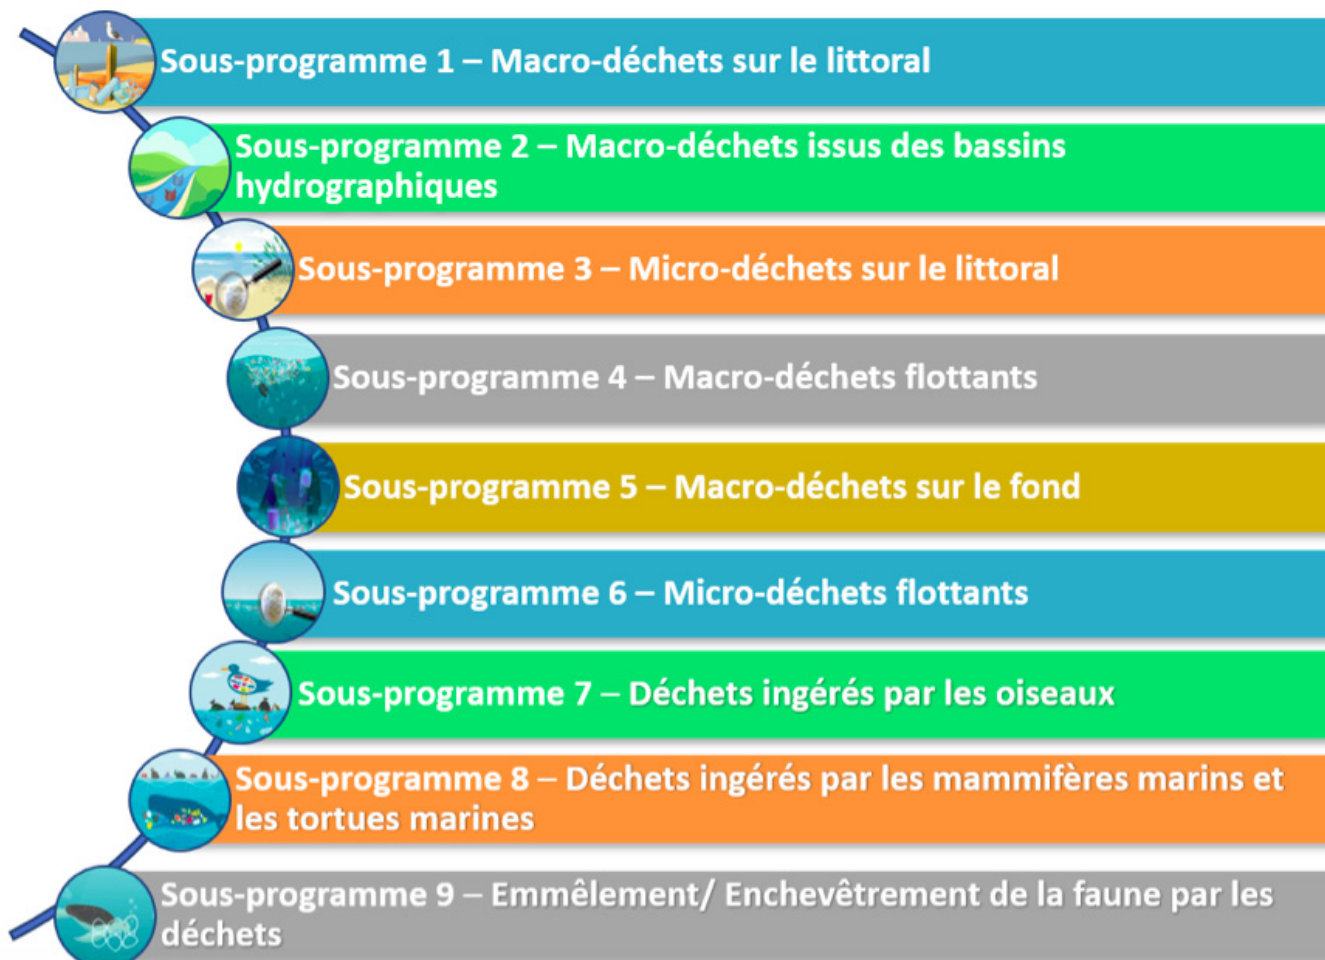 Sous-programme 1 – Macro-déchets sur le littoral
Sous-programme 2 – Macro-déchets issus des bassins
hydrographiques
Sous-programme 3 – Micro-déchets sur le littoral
Sous-programme 4 – Macro-déchets flottants
Sous-programme 5 – Macro-déchets sur le fond
Sous-programme 6 – Micro-déchets flottants
Sous-programme 7 – Déchets ingérés par les oiseaux
Sous-programme 8 – Déchets ingérés par les mammifères marins et
les tortues marines
Sous-programme 9 – Emmêlement/ Enchevêtrement de la faune par les
déchets